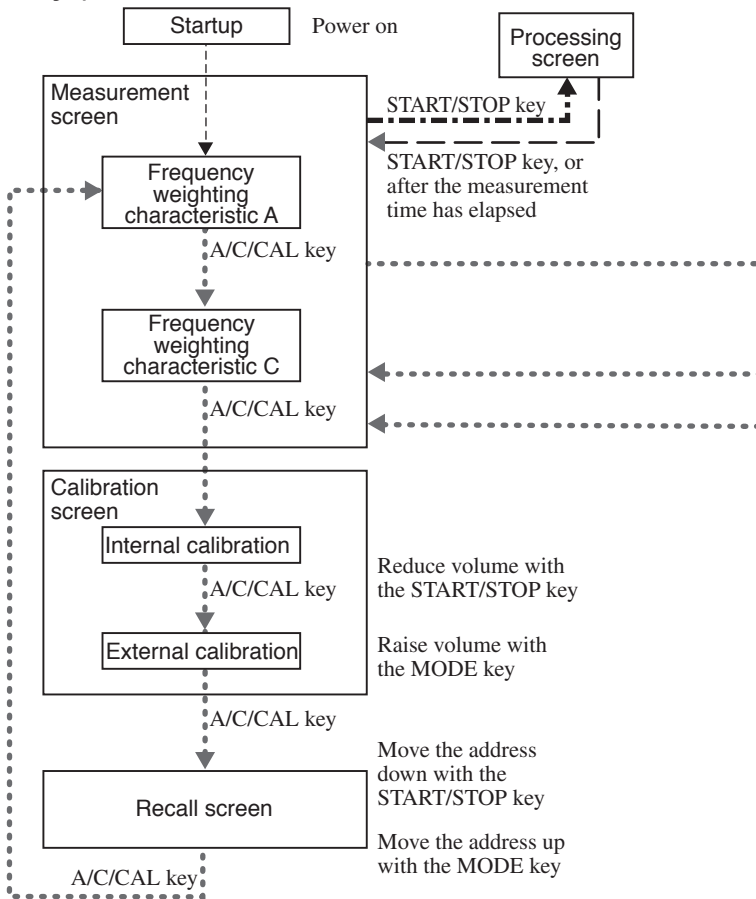 Startup
Power on
Processing
screen
Measurement
screen
START/STOP key
START/STOP key, or
after the measurement
time has elapsed
Frequency
weighting
characteristic A
A/C/CAL key
Frequency
weighting
characteristic C
A/C/CAL key
Calibration
screen
Internal calibration
Reduce volume with
the START/STOP key
A/C/CAL key
External calibration
Raise volume with
the MODE key
A/C/CAL key
Move the address
down with the
START/STOP key
Recall screen
Move the address up
with the MODE key
A/C/CAL key